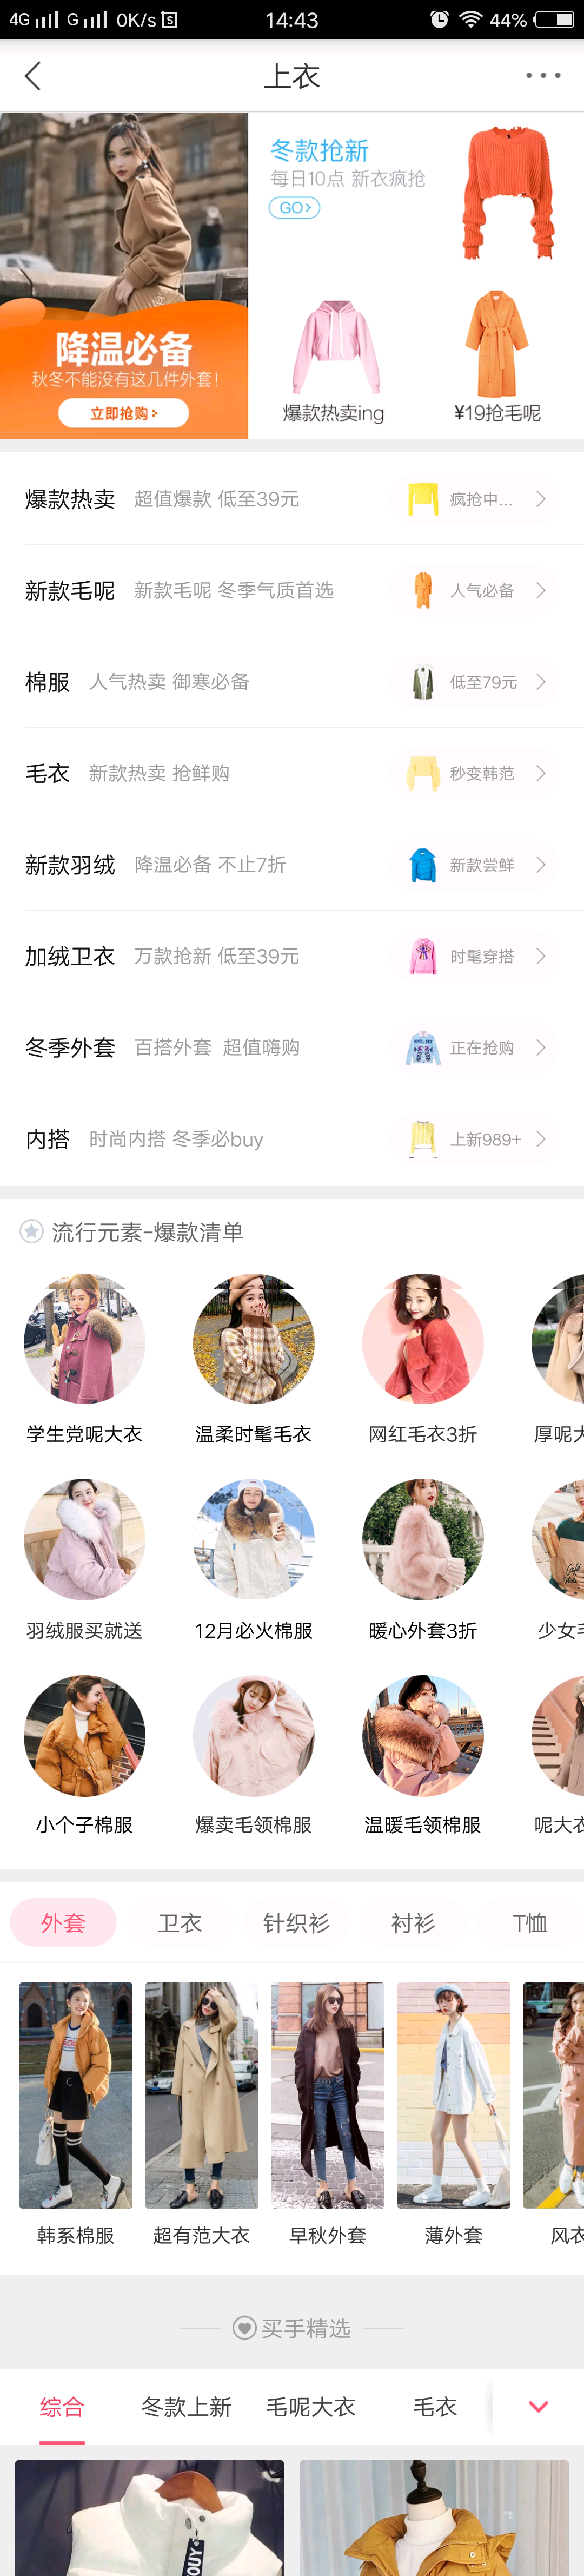 4G G 0K/s 14:43 44%
上衣
冬款抢新
每日10点 新衣疯抢
GO>
降温必备
秋冬不能没有这几件外套！
立即抢购>
爆款热卖ing
¥19抢毛呢
爆款热卖 超值爆款 低至39元 疯抢中...
新款毛呢 新款毛呢 冬季气质首选 人气必备
棉服 人气热卖 御寒必备 低至79元
毛衣 新款热卖 抢鲜购 秒变韩范
新款羽绒 降温必备 不止7折 新款尝鲜
加绒卫衣 万款抢新 低至39元 时髦穿搭
冬季外套 百搭外套 超值嗨购 正在抢购
内搭 时尚内搭 冬季必buy 上新989+
流行元素-爆款清单
学生党呢大衣 温柔时髦毛衣 网红毛衣3折 厚呢大
羽绒服买就送 12月必火棉服 暖心外套3折 少女毛
小个子棉服 爆卖毛领棉服 温暖毛领棉服 呢大衣
外套 卫衣 针织衫 衬衫 T恤
韩系棉服 超有范大衣 早秋外套 薄外套 风衣
买手精选
综合 冬款上新 毛呢大衣 毛衣